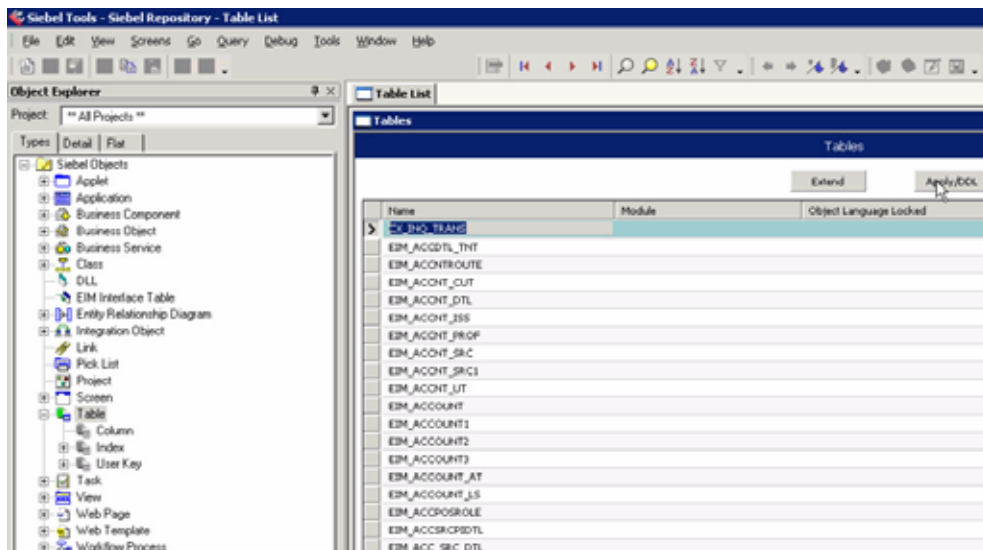 Siebel Tools - Siebel Repository - Table List
File Edit View Screens Go Query Debug Tools Window Help
Object Explorer
Table List
Project: ** All Projects **
Tables
Types Detail Flat
Tables
Extend Apply/DDL
Name Module Object Language Locked
Siebel Objects
Applet
Application
Business Component
Business Object
Business Service
Class
DLL
EIM Interface Table
Entity Relationship Diagram
Integration Object
Link
Pick List
Project
Screen
Table
Column
Index
User Key
Task
View
Web Page
Web Template
Workflow Process
CX_INQ_TRANS
EIM_ACCDTL_TNT
EIM_ACCNTROUTE
EIM_ACCNT_CUT
EIM_ACCNT_DTL
EIM_ACCNT_ISS
EIM_ACCNT_PROF
EIM_ACCNT_SRC
EIM_ACCNT_SRC1
EIM_ACCNT_UT
EIM_ACCOUNT
EIM_ACCOUNT1
EIM_ACCOUNT2
EIM_ACCOUNT3
EIM_ACCOUNT_AT
EIM_ACCOUNT_LS
EIM_ACCPOSROLE
EIM_ACCSRCPIDTL
EIM_ACC_SRC_DTL